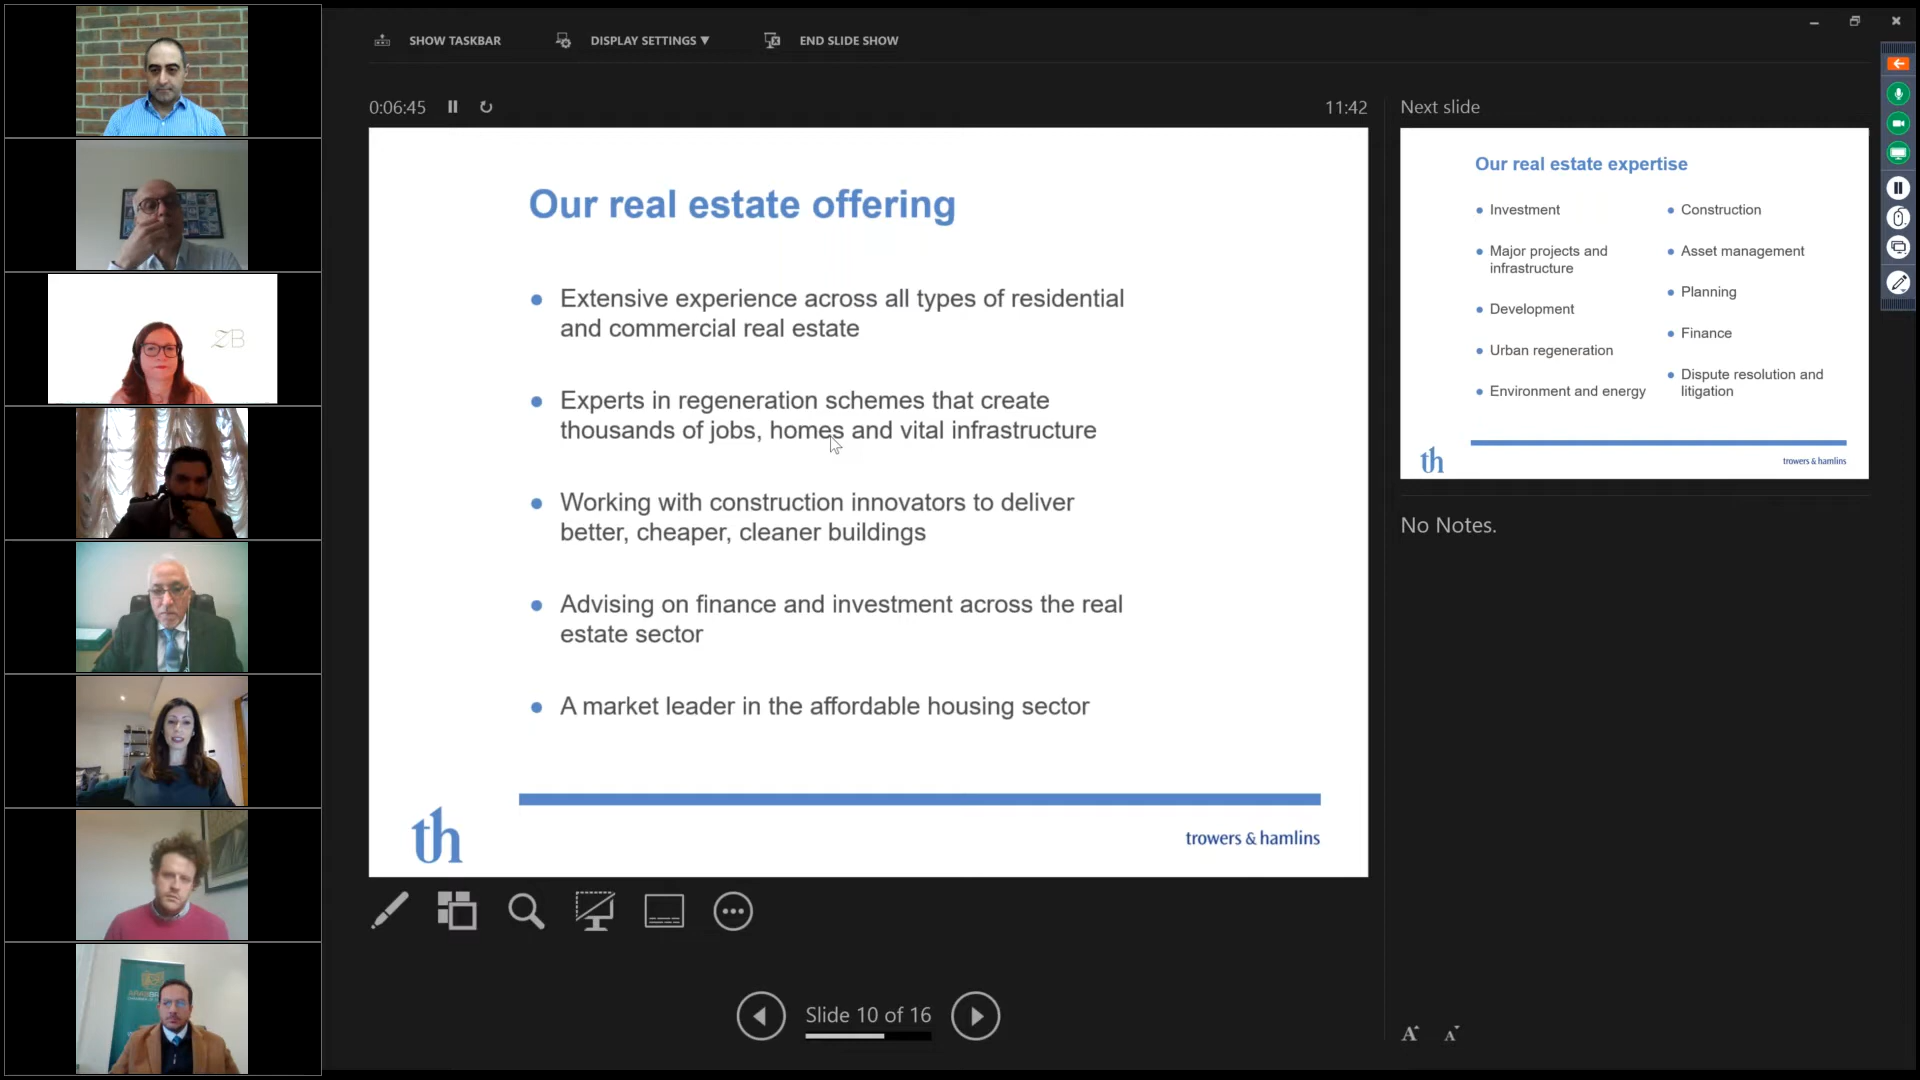 SHOW TASKBAR
DISPLAY SETTINGS ▼
END SLIDE SHOW
0:06:45
11:42
Our real estate offering
• Extensive experience across all types of residential
and commercial real estate
• Experts in regeneration schemes that create
thousands of jobs, homes and vital infrastructure
• Working with construction innovators to deliver
better, cheaper, cleaner buildings
• Advising on finance and investment across the real
estate sector
• A market leader in the affordable housing sector
th
trowers & hamlins
Slide 10 of 16
Next slide
Our real estate expertise
• Investment
• Major projects and
infrastructure
• Development
• Urban regeneration
• Environment and energy
• Construction
• Asset management
• Planning
• Finance
• Dispute resolution and
litigation
th
trowers & hamlins
No Notes.
A A
ZB